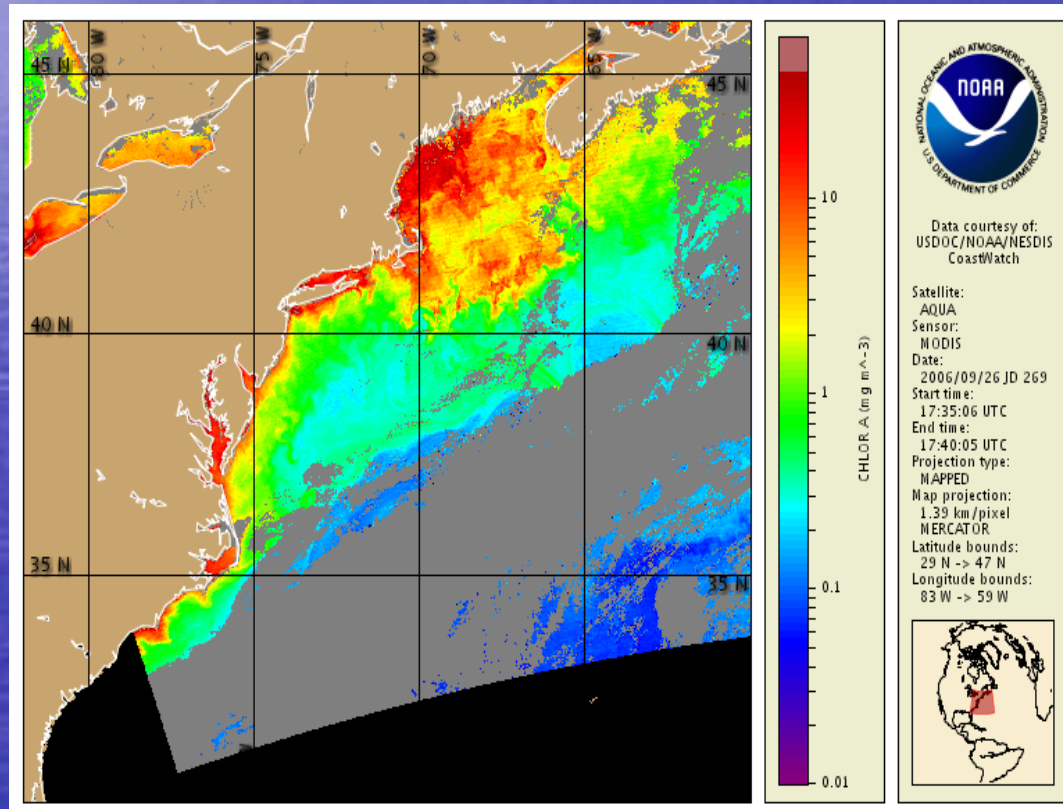 80 W
75
70 W
65
45 N
45 N
40 N
40 N
35 N
35 N
10
1
0.1
0.01
CHLOR A (mg m^-3)
NATIONAL OCEANIC AND ATMOSPHERIC ADMINISTRATION
NOAA
U.S. DEPARTMENT OF COMMERCE
Data courtesy of:
USDOC/NOAA/NESDIS
CoastWatch
Satellite:
AQUA
Sensor:
MODIS
Date:
2006/09/26 JD 269
Start time:
17:35:06 UTC
End time:
17:40:05 UTC
Projection type:
MAPPED
Map projection:
1.39 km/pixel
MERCATOR
Latitude bounds:
29 N -> 47 N
Longitude bounds:
83 W -> 59 W